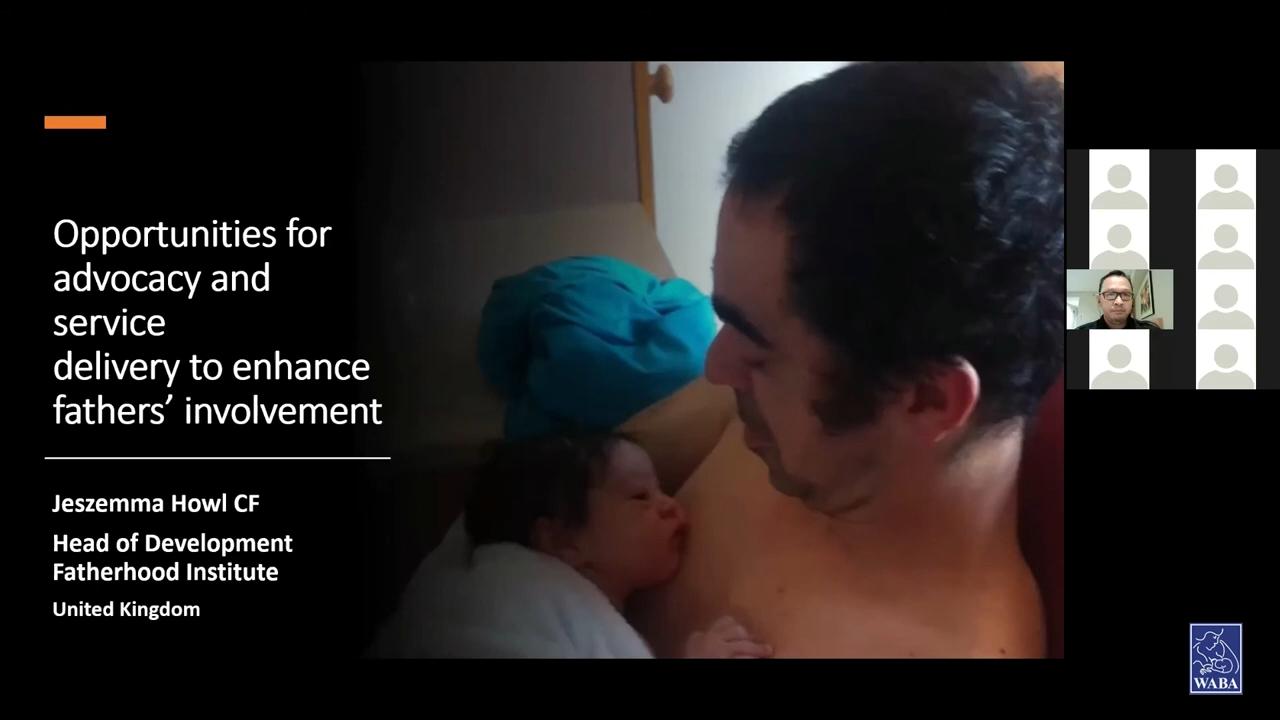 Opportunities for
advocacy and
service
delivery to enhance
fathers’ involvement
Jeszemma Howl CF
Head of Development
Fatherhood Institute
United Kingdom
WABA